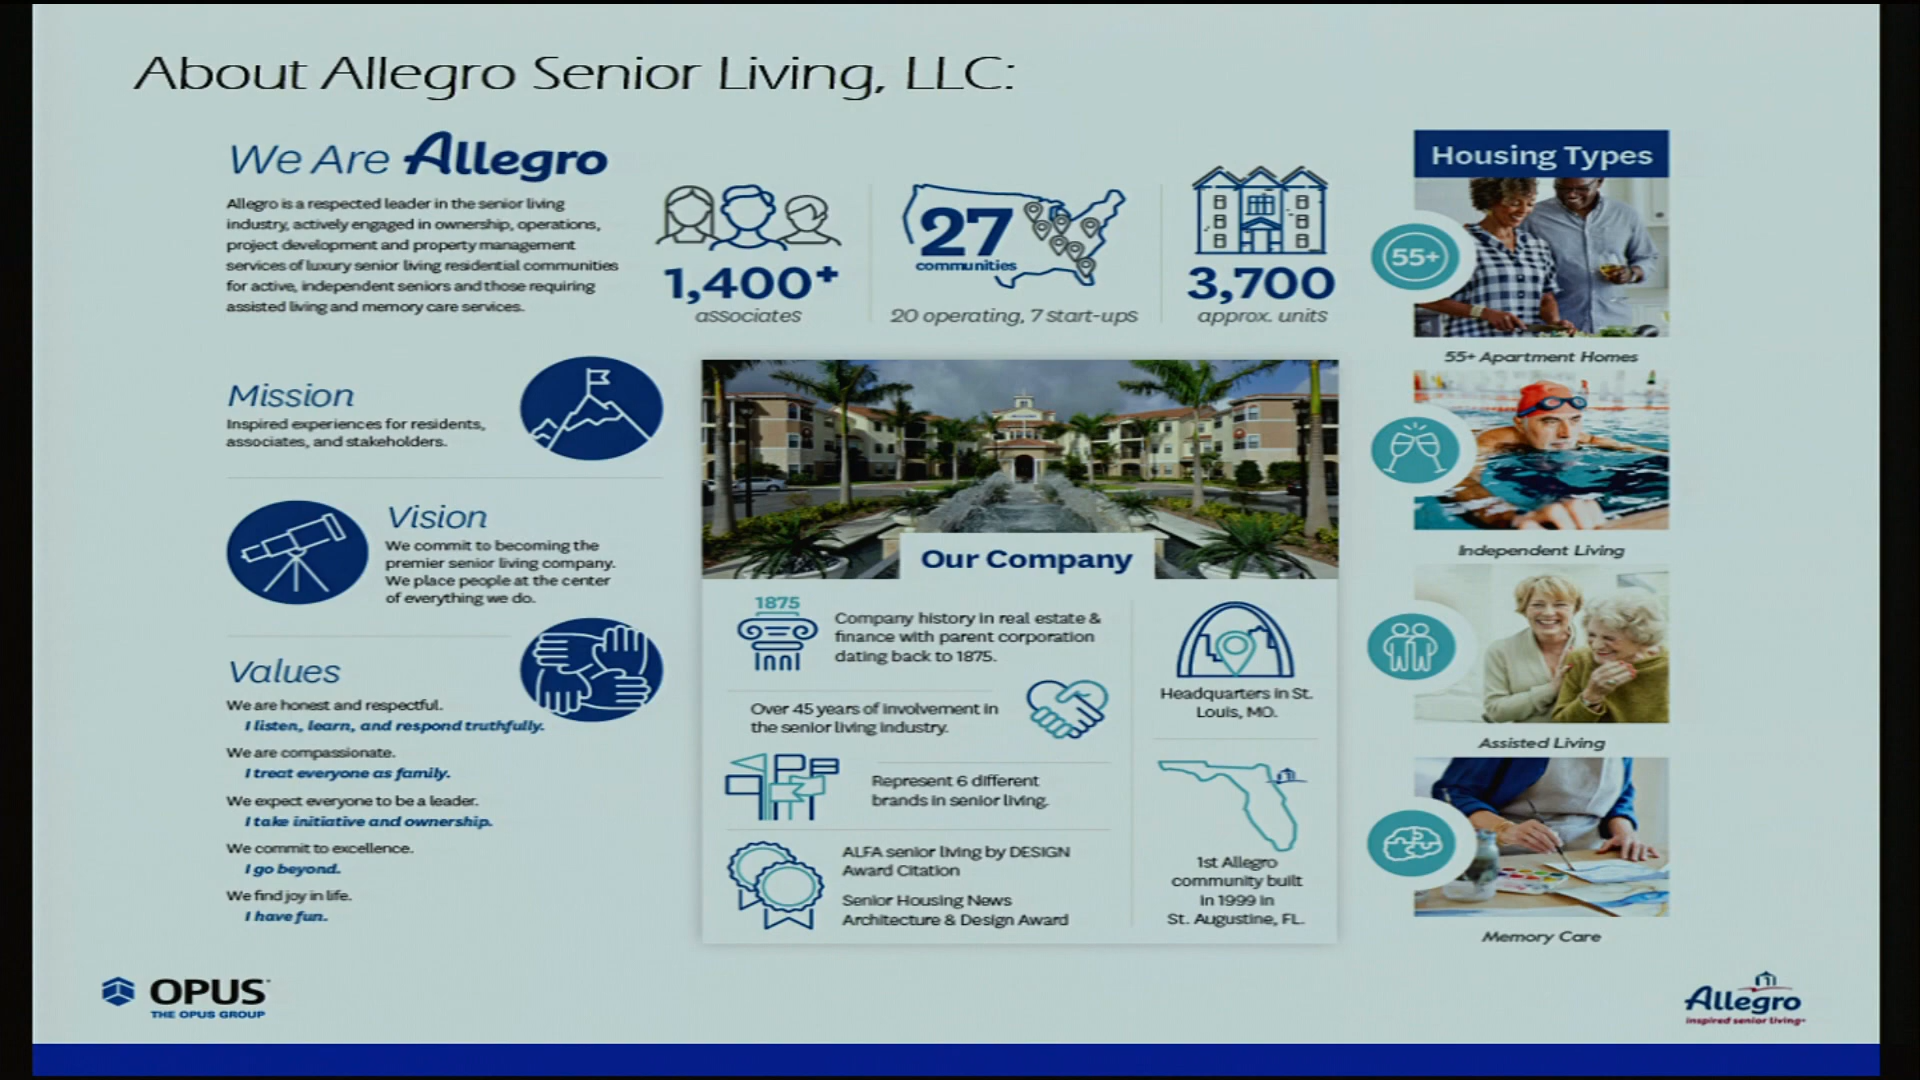 About Allegro Senior Living, LLC:
We Are Allegro
Allegro is a respected leader in the senior living
industry, actively engaged in ownership, operations,
project development and property management
services of luxury senior living residential communities
for active, independent seniors and those requiring
assisted living and memory care services.
1,400+
associates
27
communities
20 operating, 7 start-ups
3,700
approx. units
Mission
Inspired experiences for residents,
associates, and stakeholders.
Vision
We commit to becoming the
premier senior living company.
We place people at the center
of everything we do.
Values
We are honest and respectful.
I listen, learn, and respond truthfully.
We are compassionate.
I treat everyone as family.
We expect everyone to be a leader.
I take initiative and ownership.
We commit to excellence.
I go beyond.
We find joy in life.
I have fun.
Our Company
1875
Company history in real estate &
finance with parent corporation
dating back to 1875.
Over 45 years of involvement in
the senior living industry.
Represent 6 different
brands in senior living.
ALFA senior living by DESIGN
Award Citation
Senior Housing News
Architecture & Design Award
Headquarters in St.
Louis, MO.
1st Allegro
community built
in 1999 in
St. Augustine, FL.
Housing Types
55+
55+ Apartment Homes
Independent Living
Assisted Living
Memory Care
OPUS
THE OPUS GROUP
Allegro
inspired senior living